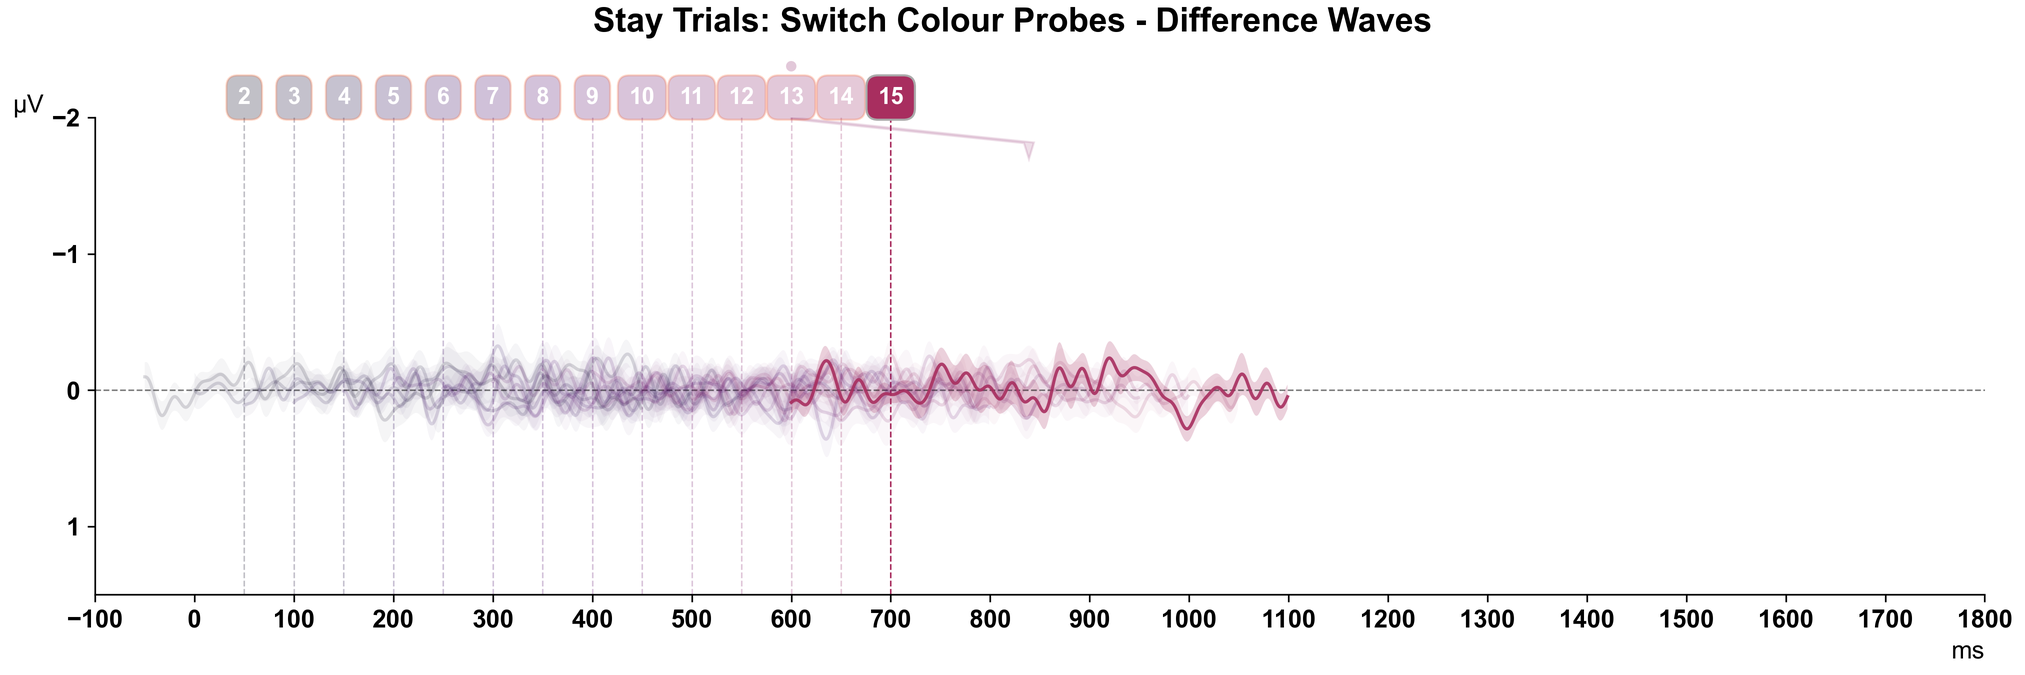 Stay Trials: Switch Colour Probes - Difference Waves
2 3 4 5 6 7 8 9 10 11 12 13 14 15
µV
−2
−1
0
1
−100 0 100 200 300 400 500 600 700 800 900 1000 1100 1200 1300 1400 1500 1600 1700 1800
ms